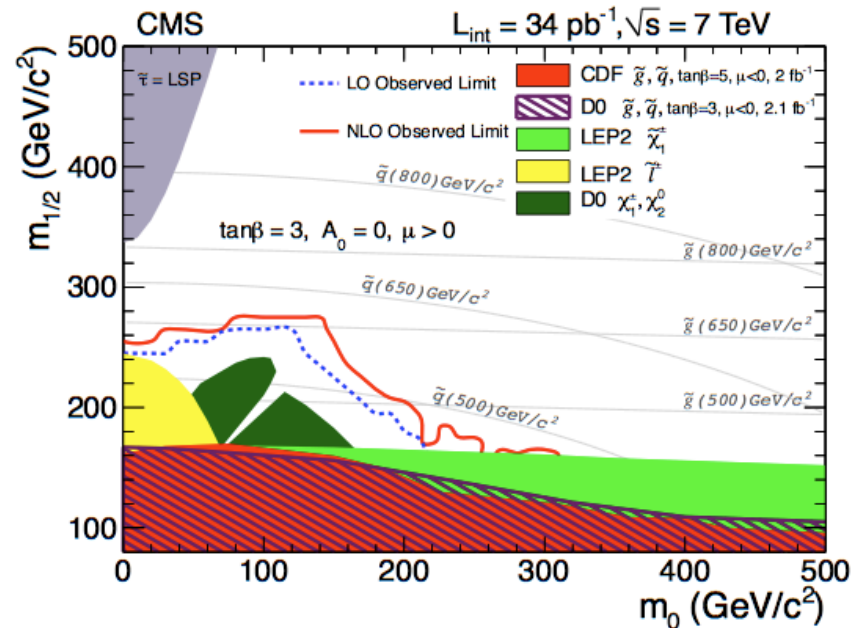 CMS
L_int = 34 pb⁻¹, √s = 7 TeV
m_1/2 (GeV/c²)
500
400
300
200
100
τ̃ = LSP
LO Observed Limit
NLO Observed Limit
CDF g̃, q̃, tanβ=5, μ<0, 2 fb⁻¹
D0 g̃, q̃, tanβ=3, μ<0, 2.1 fb⁻¹
LEP2 χ̃₁^±
LEP2 l̃^±
D0 χ₁^±, χ₂⁰
q̃(800)GeV/c²
tanβ = 3, A₀ = 0, μ > 0
g̃(800)GeV/c²
q̃(650)GeV/c²
g̃(650)GeV/c²
q̃(500)GeV/c²
g̃(500)GeV/c²
0
100
200
300
400
500
m₀ (GeV/c²)